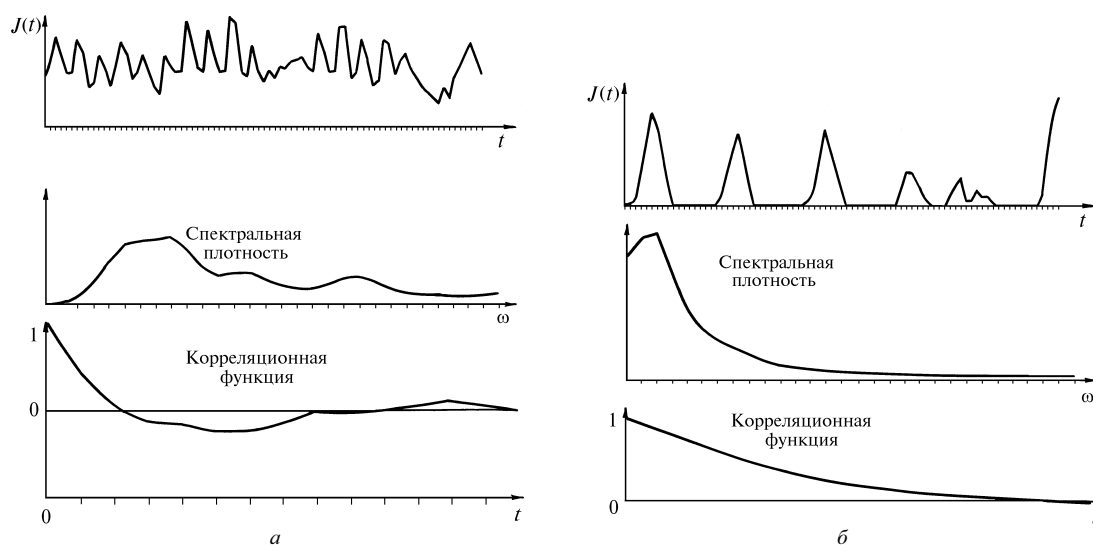 J(t)
t
Спектральная
плотность
ω
1
Корреляционная
функция
0
0
t
а
J(t)
t
Спектральная
плотность
ω
1
Корреляционная
функция
0
б